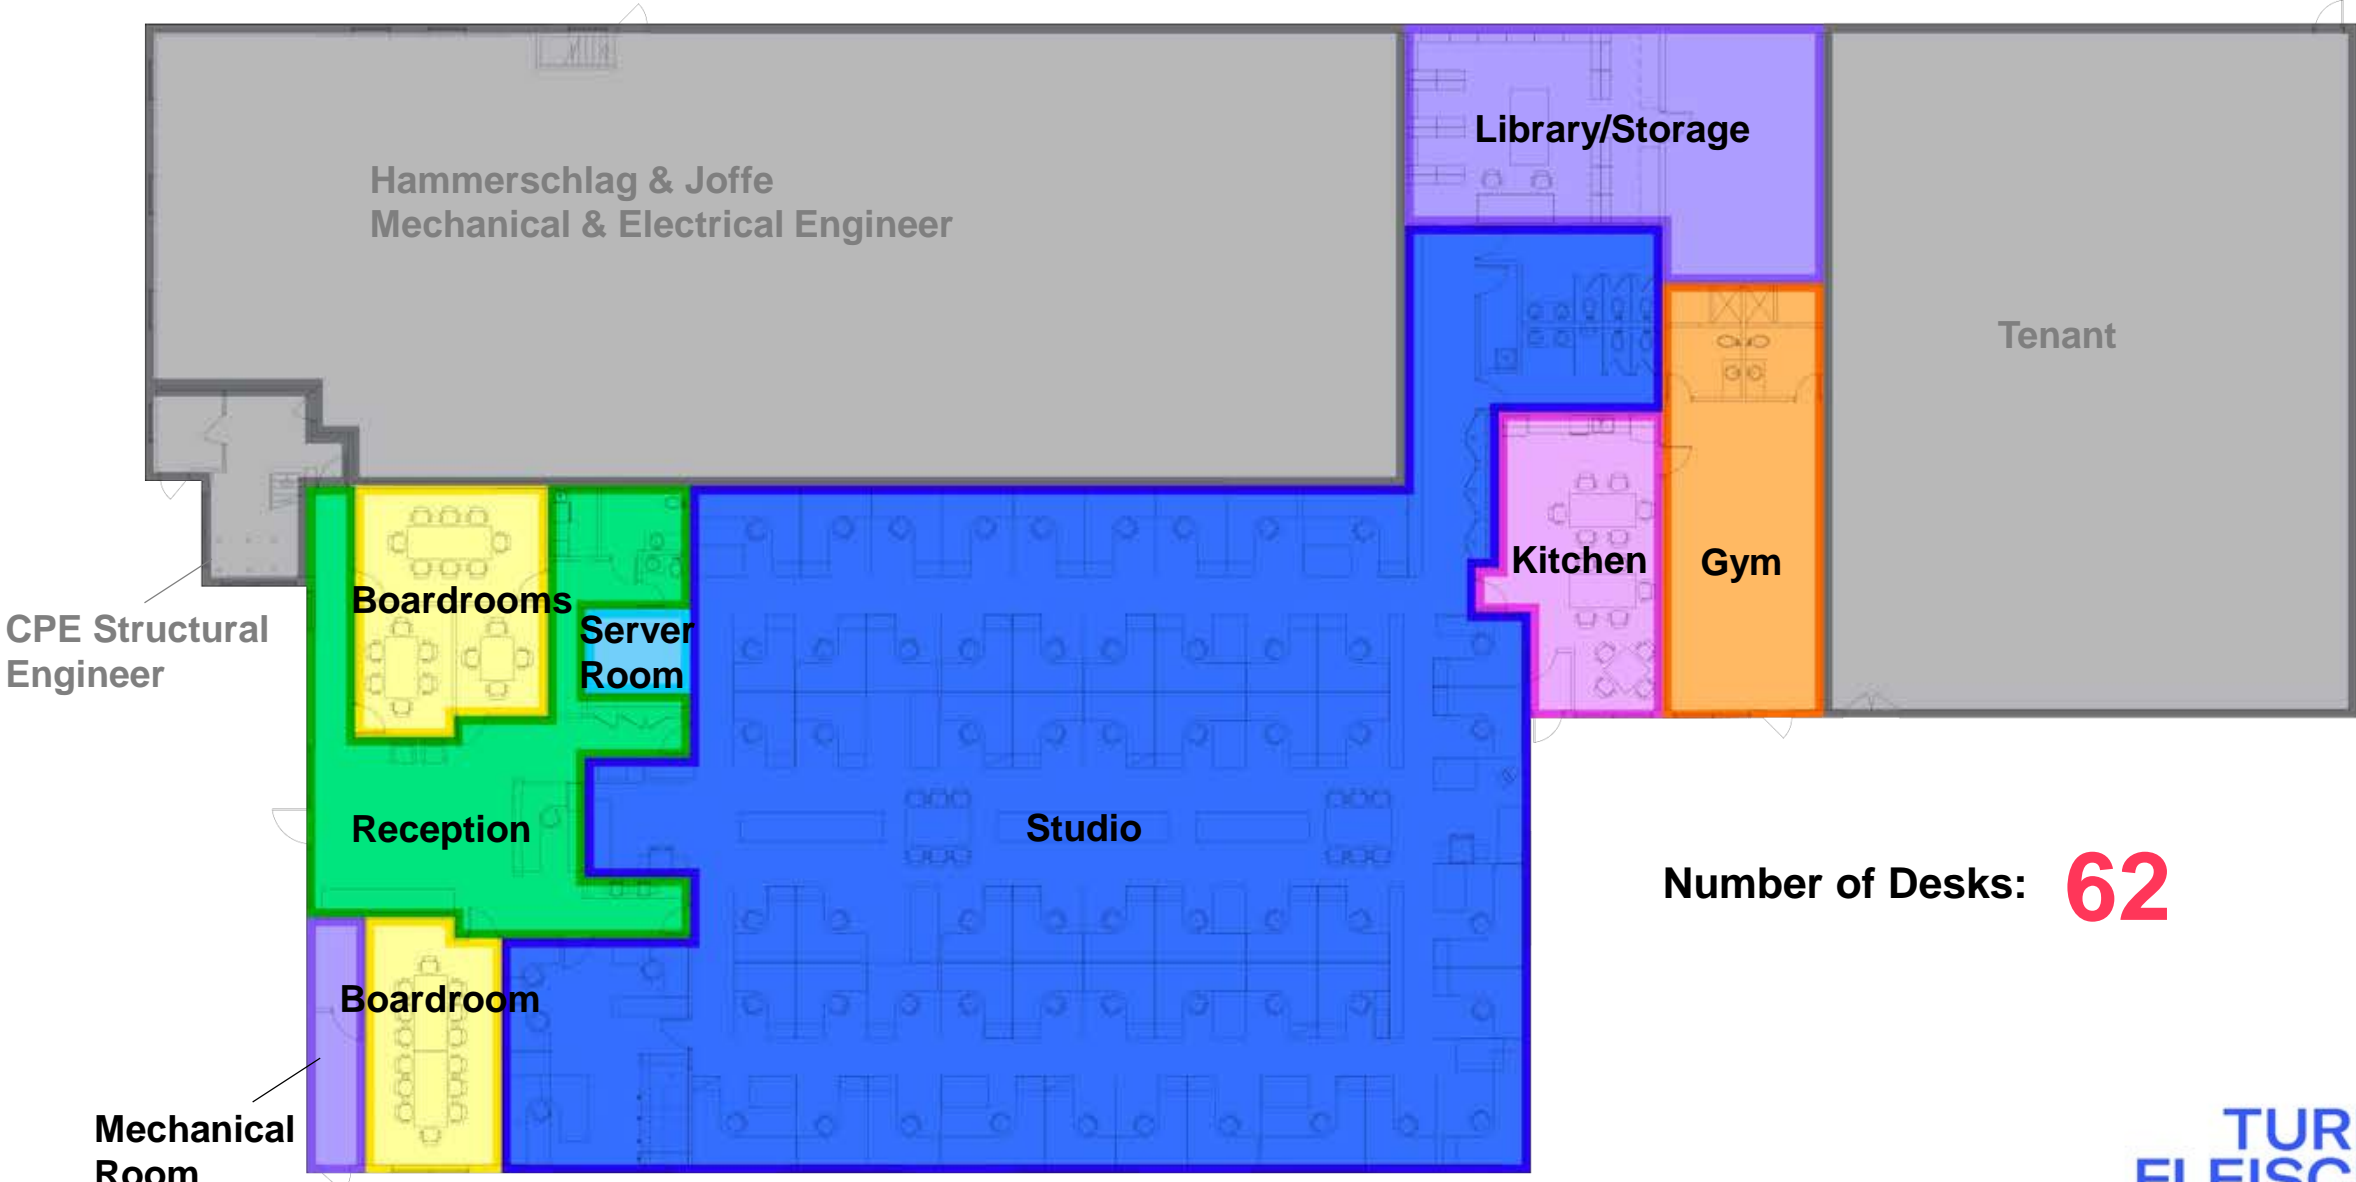 Library/Storage
Hammerschlag & Joffe
Mechanical & Electrical Engineer
Tenant
Kitchen
Gym
Boardrooms
Server
Room
CPE Structural
Engineer
Reception
Studio
Number of Desks: 62
Boardroom
Mechanical
Room
TUR
FLEISC